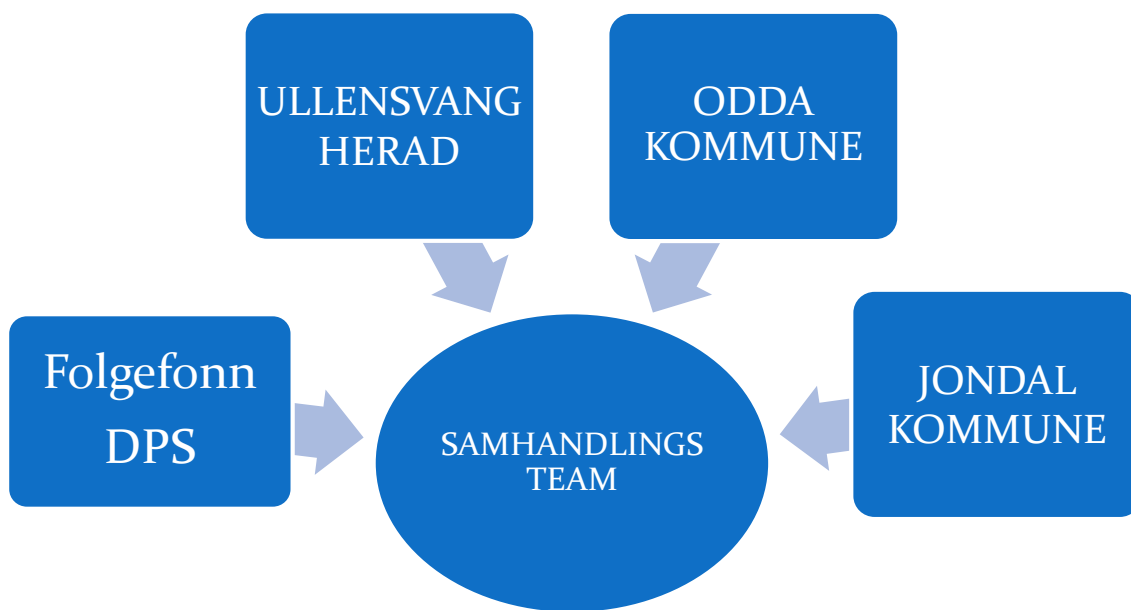 ULLENSVANG
HERAD
ODDA
KOMMUNE
Folgefonn
DPS
SAMHANDLINGS
TEAM
JONDAL
KOMMUNE